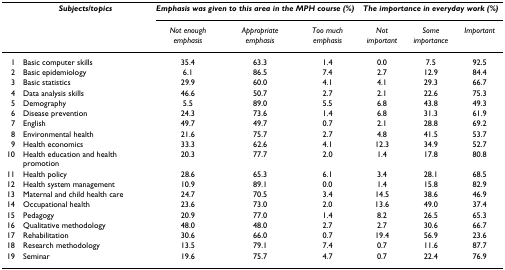 Subjects/topics Emphasis was given to this area in the MPH course (%) The importance in everyday work (%)
Not enough emphasis Appropriate emphasis Too much emphasis Not important Some importance Important
1 Basic computer skills 35.4 63.3 1.4 0.0 7.5 92.5
2 Basic epidemiology 6.1 86.5 7.4 2.7 12.9 84.4
3 Basic statistics 29.9 60.0 4.1 4.1 29.3 66.7
4 Data analysis skills 46.6 50.7 2.7 2.1 22.6 75.3
5 Demography 5.5 89.0 5.5 6.8 43.8 49.3
6 Disease prevention 24.3 73.6 1.4 6.8 31.3 61.9
7 English 49.7 49.7 0.7 2.1 28.8 69.2
8 Environmental health 21.6 75.7 2.7 4.8 41.5 53.7
9 Health economics 33.3 62.6 4.1 12.3 34.9 52.7
10 Health education and health promotion 20.3 77.7 2.0 1.4 17.8 80.8
11 Health policy 28.6 65.3 6.1 3.4 28.1 68.5
12 Health system management 10.9 89.1 0.0 1.4 15.8 82.9
13 Maternal and child health care 24.7 70.5 3.4 14.5 38.6 46.9
14 Occupational health 23.6 73.0 2.0 13.6 49.0 37.4
15 Pedagogy 20.9 77.0 1.4 8.2 26.5 65.3
16 Qualitative methodology 48.0 48.0 2.7 2.7 30.6 66.7
17 Rehabilitation 30.6 66.0 0.7 19.4 56.9 23.6
18 Research methodology 13.5 79.1 7.4 0.7 11.6 87.7
19 Seminar 19.6 75.7 4.7 0.7 22.4 76.9